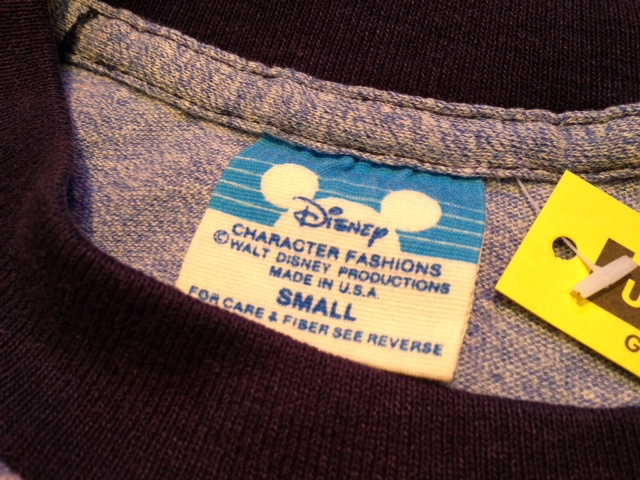 Disney
CHARACTER FASHIONS
©WALT DISNEY PRODUCTIONS
MADE IN U.S.A.
SMALL
FOR CARE & FIBER SEE REVERSE